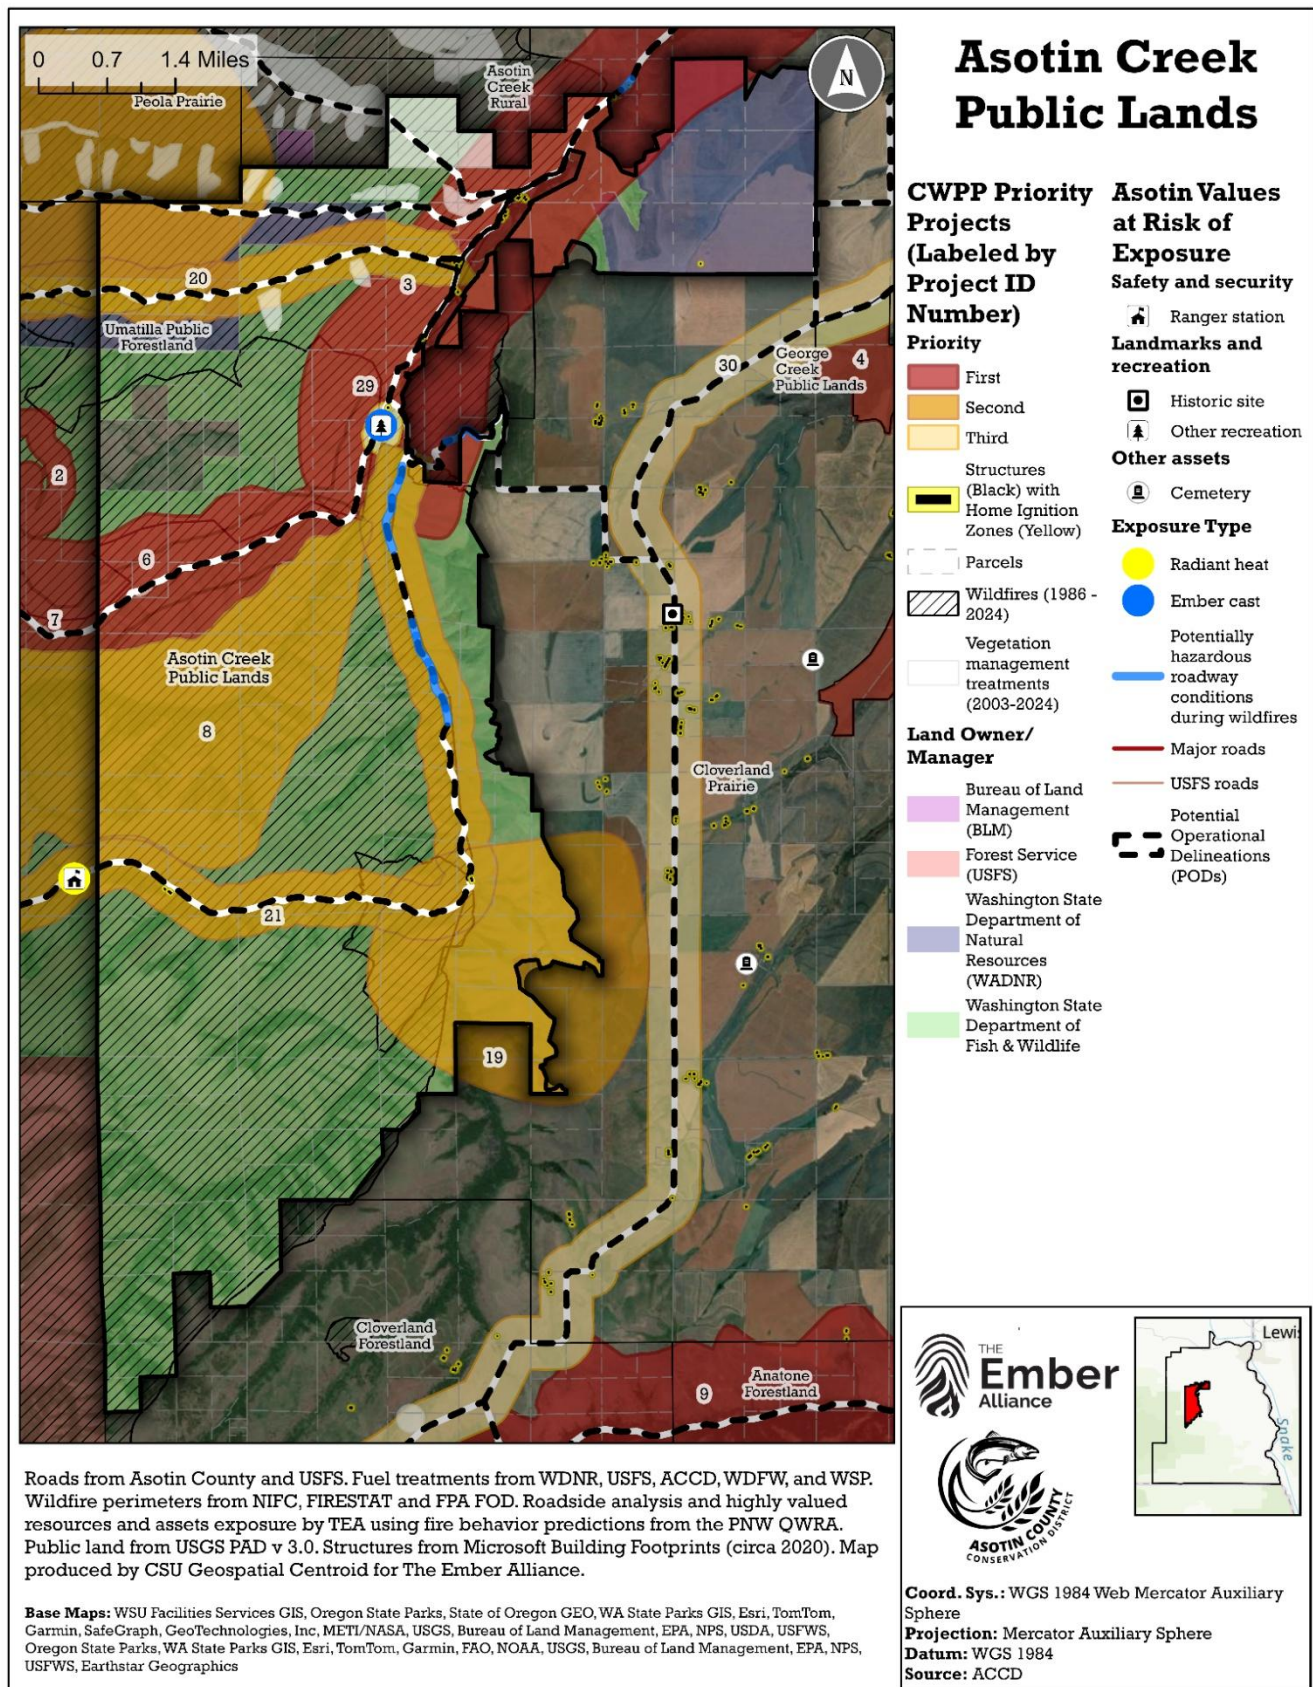 Asotin Creek
Public Lands
0 0.7 1.4 Miles
N
Peola Prairie
Asotin
Creek
Rural
20
3
Umatilla Public
Forestland
George
Creek
Public Lands
4
30
29
2
6
7
Asotin Creek
Public Lands
8
Cloverland
Prairie
21
19
Cloverland
Forestland
Anatone
Forestland
9
CWPP Priority
Projects
(Labeled by
Project ID
Number)
Priority
First
Second
Third
Structures
(Black) with
Home Ignition
Zones (Yellow)
Parcels
Wildfires (1986 -
2024)
Vegetation
management
treatments
(2003-2024)
Land Owner/
Manager
Bureau of Land
Management
(BLM)
Forest Service
(USFS)
Washington State
Department of
Natural
Resources
(WADNR)
Washington State
Department of
Fish & Wildlife
Asotin Values
at Risk of
Exposure
Safety and security
Ranger station
Landmarks and
recreation
Historic site
Other recreation
Other assets
Cemetery
Exposure Type
Radiant heat
Ember cast
Potentially
hazardous
roadway
conditions
during wildfires
Major roads
USFS roads
Potential
Operational
Delineations
(PODs)
Roads from Asotin County and USFS. Fuel treatments from WDNR, USFS, ACCD, WDFW, and WSP.
Wildfire perimeters from NIFC, FIRESTAT and FPA FOD. Roadside analysis and highly valued
resources and assets exposure by TEA using fire behavior predictions from the PNW QWRA.
Public land from USGS PAD v 3.0. Structures from Microsoft Building Footprints (circa 2020). Map
produced by CSU Geospatial Centroid for The Ember Alliance.
Base Maps: WSU Facilities Services GIS, Oregon State Parks, State of Oregon GEO, WA State Parks GIS, Esri, TomTom,
Garmin, SafeGraph, GeoTechnologies, Inc, METI/NASA, USGS, Bureau of Land Management, EPA, NPS, USDA, USFWS,
Oregon State Parks, WA State Parks GIS, Esri, TomTom, Garmin, FAO, NOAA, USGS, Bureau of Land Management, EPA, NPS,
USFWS, Earthstar Geographics
THE
Ember
Alliance
ASOTIN COUNTY
CONSERVATION DISTRICT
Lewis
Snake
Coord. Sys.: WGS 1984 Web Mercator Auxiliary
Sphere
Projection: Mercator Auxiliary Sphere
Datum: WGS 1984
Source: ACCD